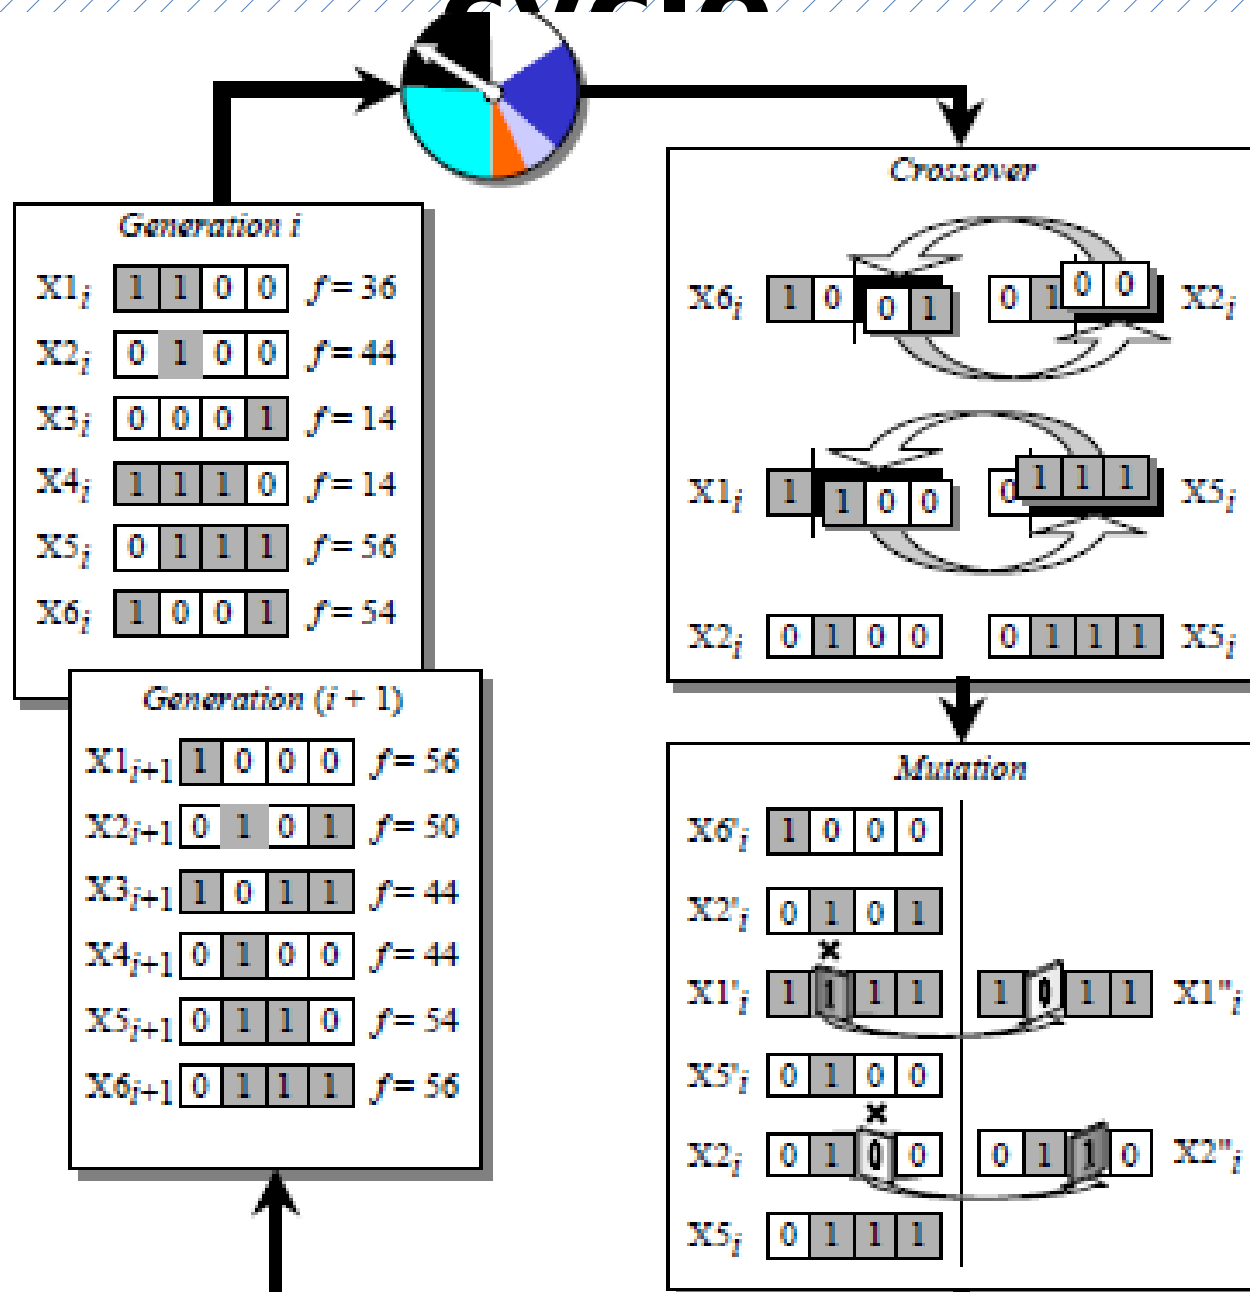 Generation i
X1i 1 1 0 0 f = 36
X2i 0 1 0 0 f = 44
X3i 0 0 0 1 f = 14
X4i 1 1 1 0 f = 14
X5i 0 1 1 1 f = 56
X6i 1 0 0 1 f = 54
Generation (i + 1)
X1i+1 1 0 0 0 f = 56
X2i+1 0 1 0 1 f = 50
X3i+1 1 0 1 1 f = 44
X4i+1 0 1 0 0 f = 44
X5i+1 0 1 1 0 f = 54
X6i+1 0 1 1 1 f = 56
Crossover
X6i 1 0 0 1 0 1 0 0 X2i
X1i 1 1 0 0 0 1 1 1 X5i
X2i 0 1 0 0 0 1 1 1 X5i
Mutation
X6'i 1 0 0 0
X2'i 0 1 0 1
X1'i 1 1 1 1 1 0 1 1 X1"i
X5'i 0 1 0 0
X2i 0 1 0 0 0 1 1 0 X2"i
X5i 0 1 1 1